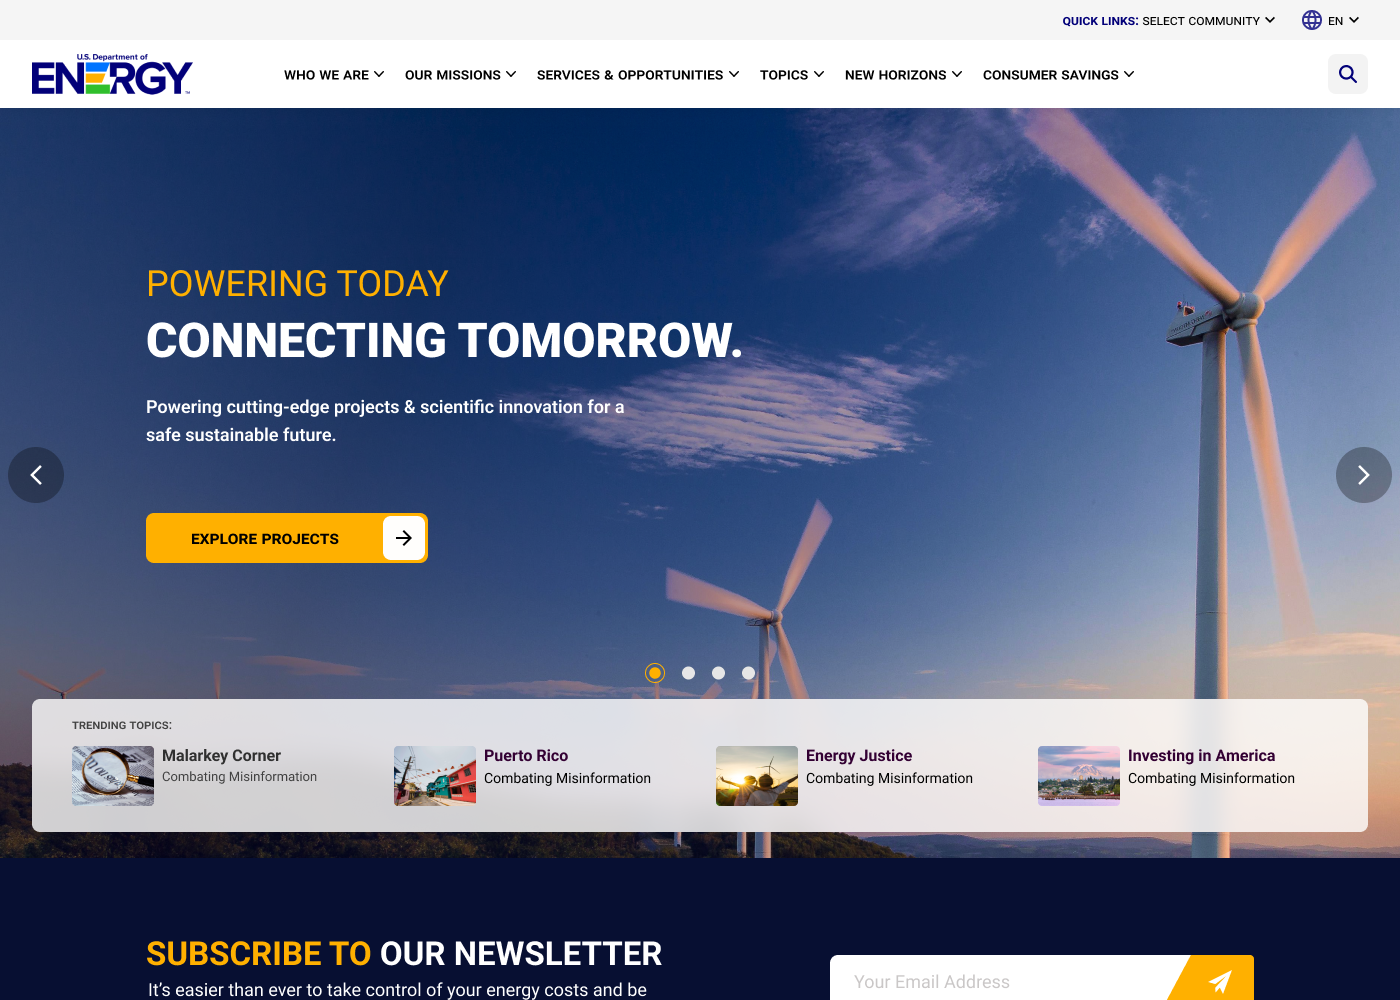 QUICK LINKS: SELECT COMMUNITY
EN
U.S. Department of
ENERGY
WHO WE ARE
OUR MISSIONS
SERVICES & OPPORTUNITIES
TOPICS
NEW HORIZONS
CONSUMER SAVINGS
POWERING TODAY
CONNECTING TOMORROW.
Powering cutting-edge projects & scientific innovation for a
safe sustainable future.
EXPLORE PROJECTS
TRENDING TOPICS:
Malarkey Corner
Combating Misinformation
Puerto Rico
Combating Misinformation
Energy Justice
Combating Misinformation
Investing in America
Combating Misinformation
SUBSCRIBE TO OUR NEWSLETTER
It's easier than ever to take control of your energy costs and be
Your Email Address